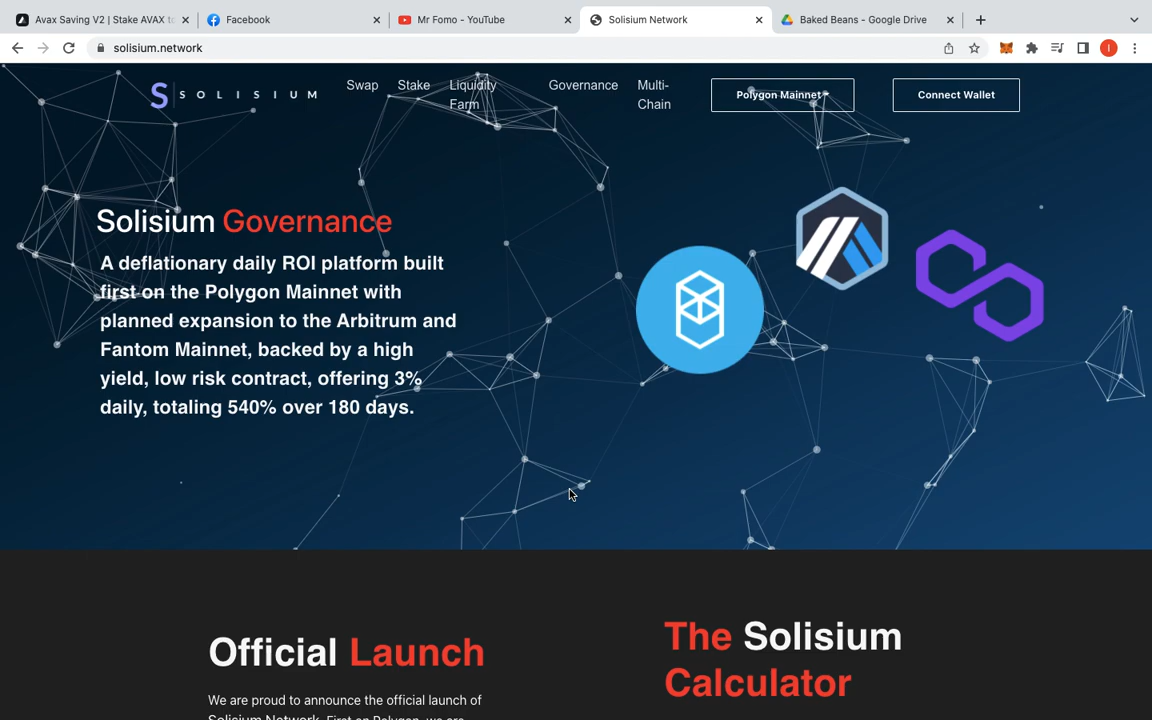 Avax Saving V2 | Stake AVAX to
Facebook
Mr Fomo - YouTube
Solisium Network
Baked Beans - Google Drive
solisium.network
I
S SOLISIUM
Swap
Stake
Liquidity
Farm
Governance
Multi-
Chain
Polygon Mainnet
Connect Wallet
Solisium Governance
A deflationary daily ROI platform built
first on the Polygon Mainnet with
planned expansion to the Arbitrum and
Fantom Mainnet, backed by a high
yield, low risk contract, offering 3%
daily, totaling 540% over 180 days.
Official Launch
We are proud to announce the official launch of
Solisium Network. First on Polygon, we are
The Solisium
Calculator